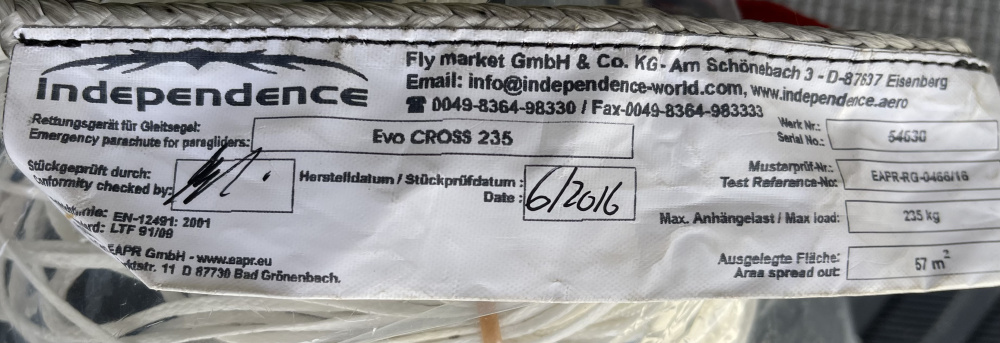 Independence
Fly market GmbH & Co. KG - Am Schönebach 3 - D-87637 Eisenberg
Email: info@independence-world.com, www.independence.aero
☎ 0049-8364-98330 / Fax-0049-8364-983333
Rettungsgerät für Gleitsegel:
Emergency parachute for paragliders:
Evo CROSS 235
Werk Nr.:
Serial No.:
54630
Stückgeprüft durch:
Conformity checked by:
Herstelldatum / Stückprüfdatum :
Date :
6/2016
Musterprüf-Nr.:
Test Reference-No:
EAPR-RG-0466/16
Max. Anhängelast / Max load:
235 kg
EN-12491: 2001
LTF 91/09
EAPR GmbH - www.eapr.eu
11 D 87730 Bad Grönenbach.
Ausgelegte Fläche:
Area spread out:
57 m²